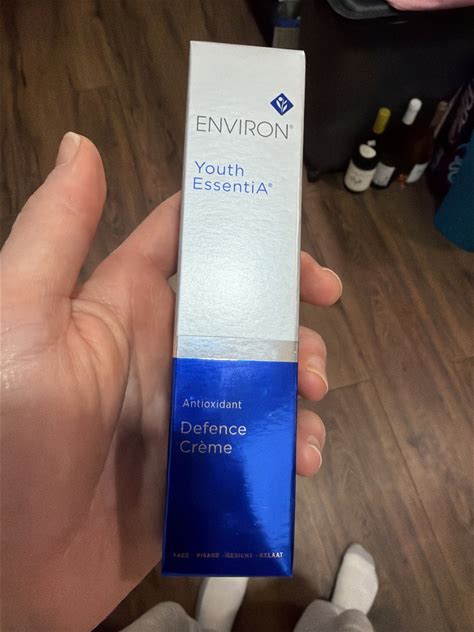 ENVIRON®
Youth
EssentiA®
Antioxidant
Defence
Crème
FACE · VISAGE · GESICHT · GELAAT